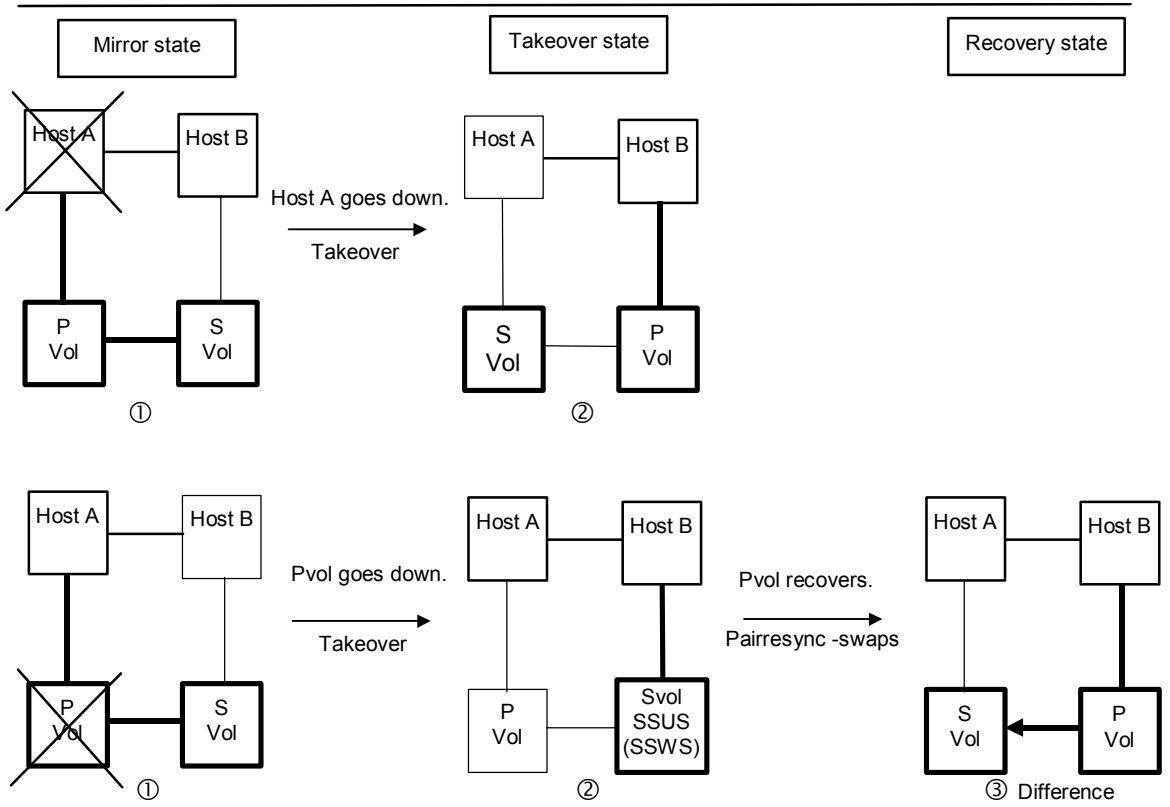 Mirror state
Takeover state
Recovery state
Host A
Host B
Host A goes down.
Takeover
Host A
Host B
P
Vol
S
Vol
S
Vol
P
Vol
①
②
Host A
Host B
Pvol goes down.
Takeover
Host A
Host B
Pvol recovers.
Pairresync -swaps
Host A
Host B
P
Vol
S
Vol
P
Vol
Svol
SSUS
(SSWS)
S
Vol
P
Vol
①
②
③ Difference